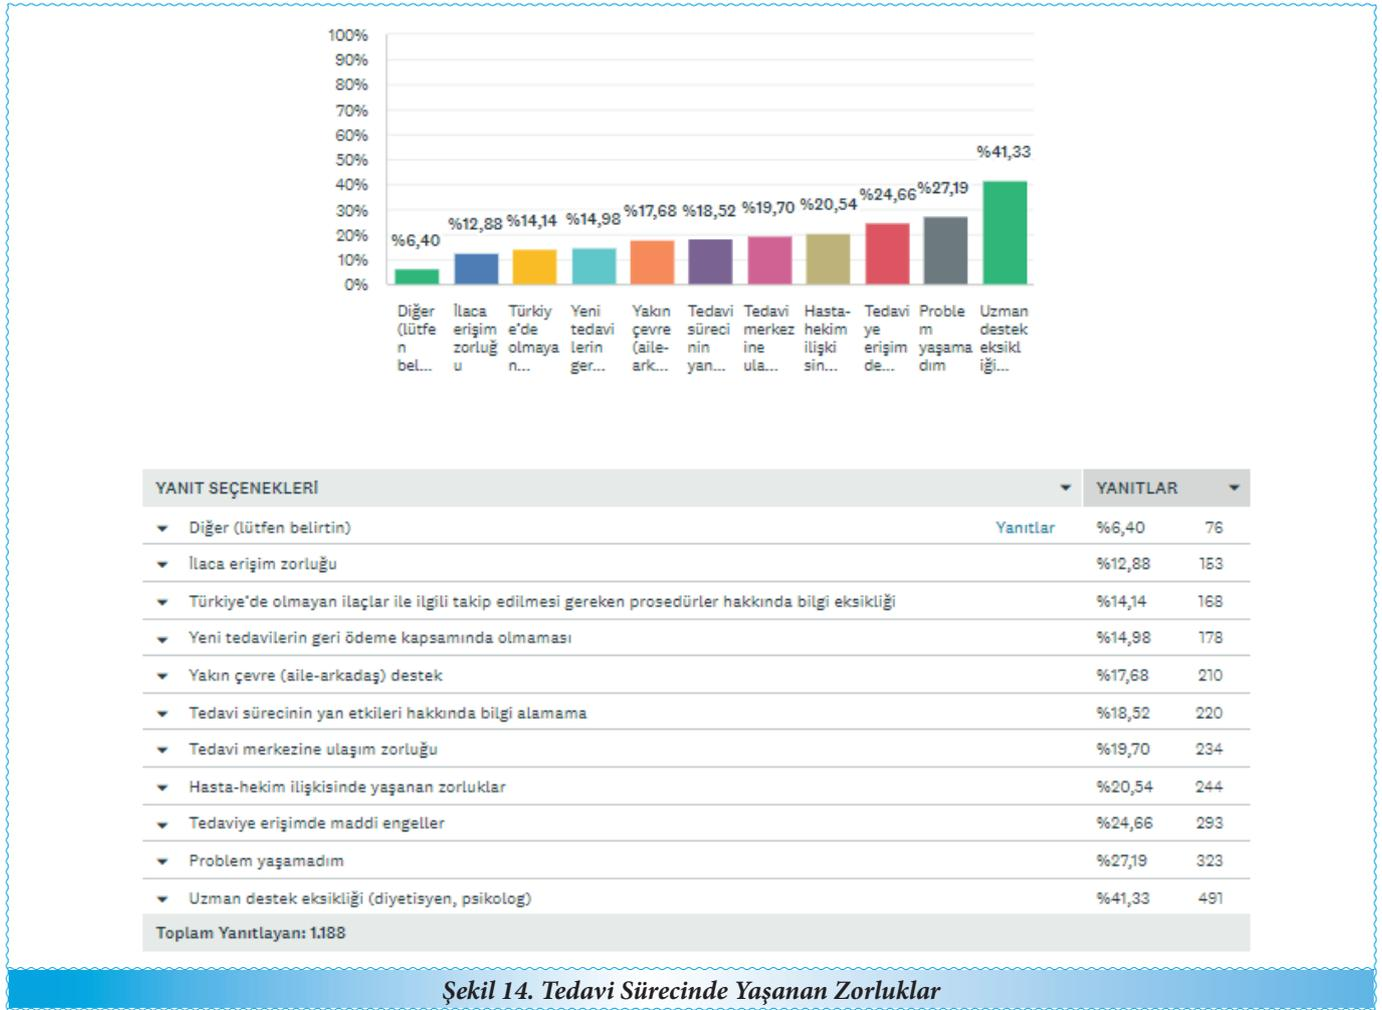 100%
90%
80%
70%
60%
50%
40%
30%
20%
10%
0%
%6,40
%12,88
%14,14
%14,98
%17,68
%18,52
%19,70
%20,54
%24,66
%27,19
%41,33
Diğer
(lütfe
n
bel...
İlaca
erişim
zorluğ
u
Türkiy
e'de
olmaya
n...
Yeni
tedavi
lerin
ger...
Yakın
çevre
(aile-
ark...
Tedavi
süreci
nin
yan...
Tedavi
merkez
ine
ula...
Hasta-
hekim
ilişki
sin...
Tedavi
ye
erişim
de...
Proble
m
yaşama
dım
Uzman
destek
eksikl
iği...
YANIT SEÇENEKLERİ YANITLAR
Diğer (lütfen belirtin) Yanıtlar %6,40 76
İlaca erişim zorluğu %12,88 153
Türkiye'de olmayan ilaçlar ile ilgili takip edilmesi gereken prosedürler hakkında bilgi eksikliği %14,14 168
Yeni tedavilerin geri ödeme kapsamında olmaması %14,98 178
Yakın çevre (aile-arkadaş) destek %17,68 210
Tedavi sürecinin yan etkileri hakkında bilgi alamama %18,52 220
Tedavi merkezine ulaşım zorluğu %19,70 234
Hasta-hekim ilişkisinde yaşanan zorluklar %20,54 244
Tedaviye erişimde maddi engeller %24,66 293
Problem yaşamadım %27,19 323
Uzman destek eksikliği (diyetisyen, psikolog) %41,33 491
Toplam Yanıtlayan: 1.188
Şekil 14. Tedavi Sürecinde Yaşanan Zorluklar